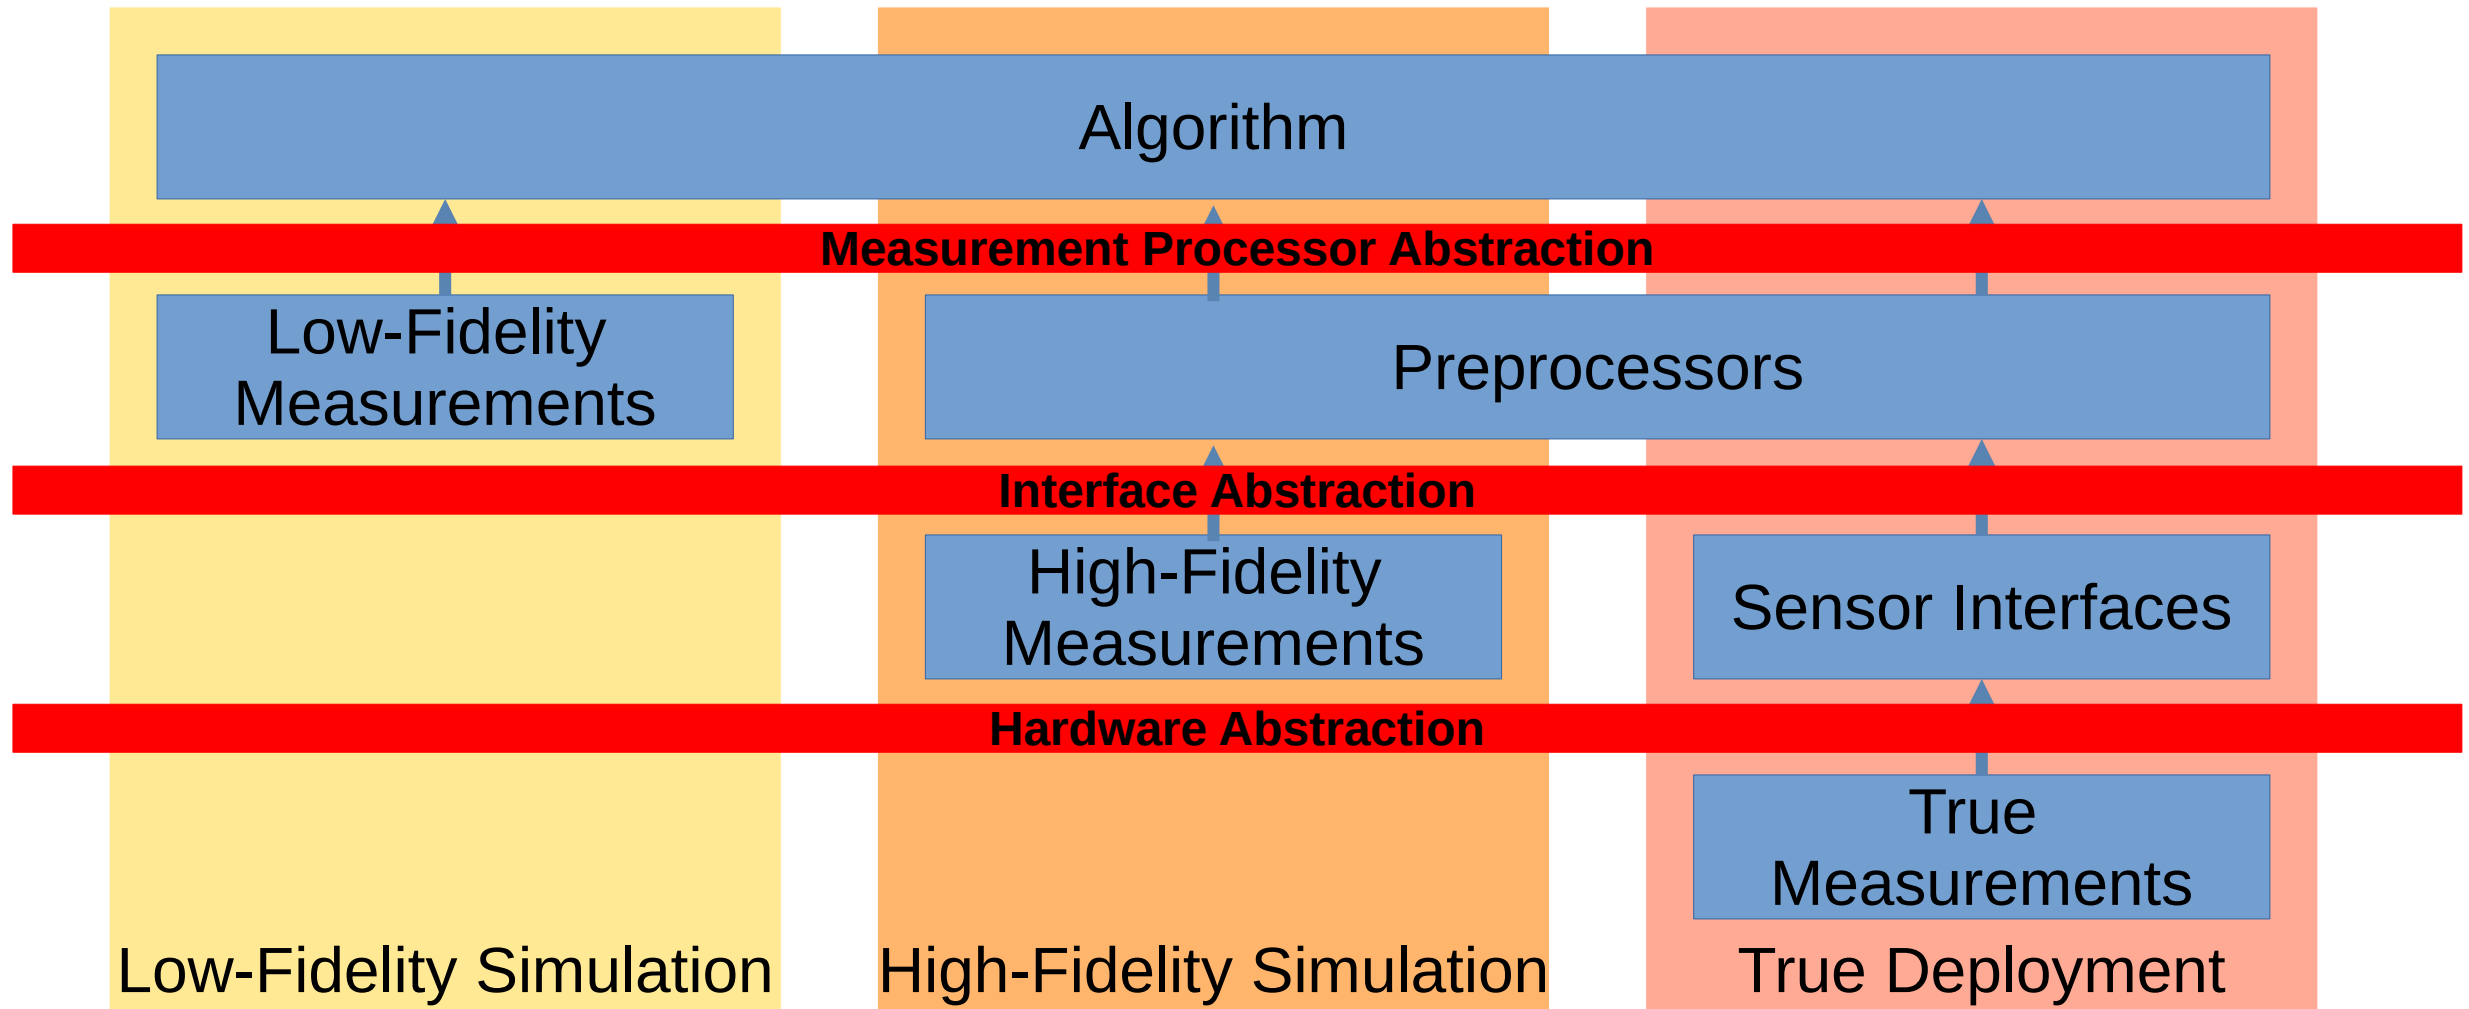 Algorithm
Measurement Processor Abstraction
Low-Fidelity
Measurements
Preprocessors
Interface Abstraction
High-Fidelity
Measurements
Sensor Interfaces
Hardware Abstraction
True
Measurements
Low-Fidelity Simulation
High-Fidelity Simulation
True Deployment